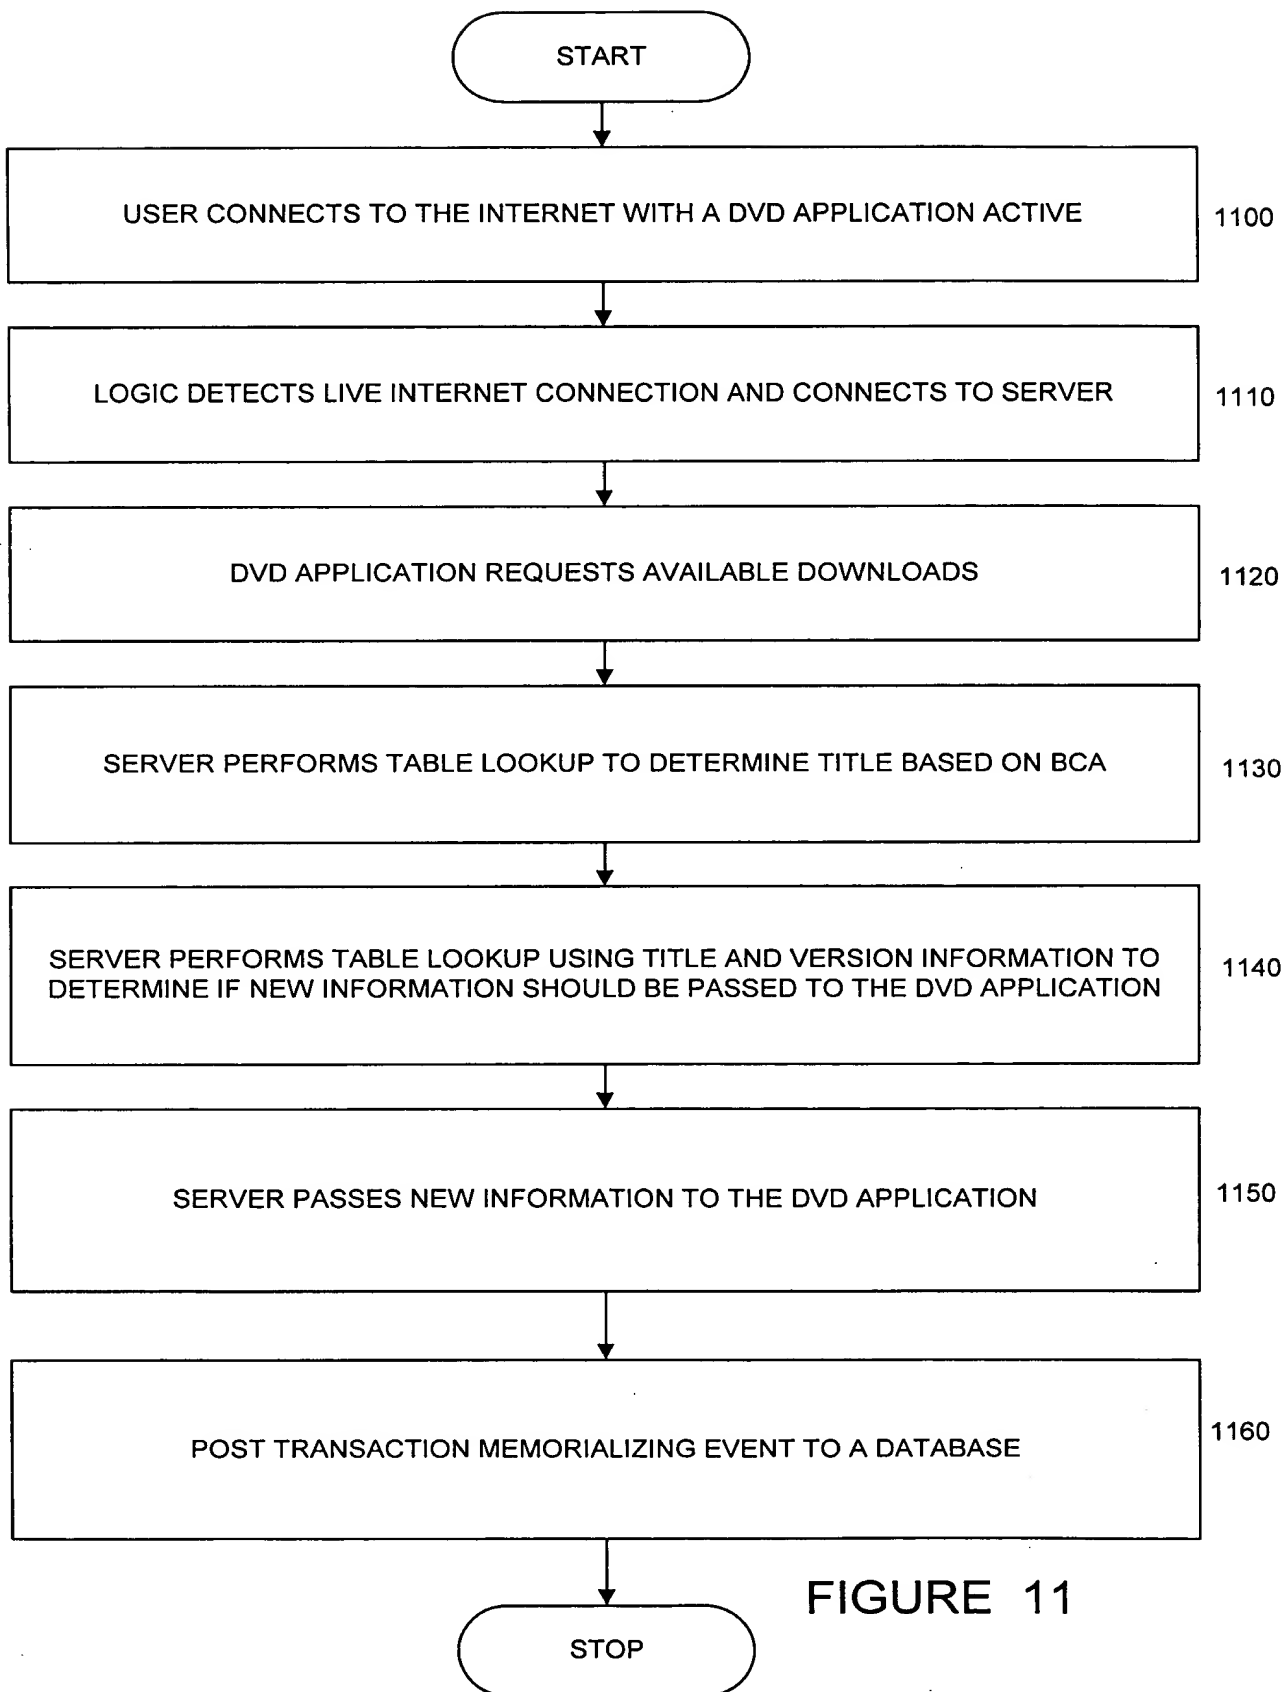 START
USER CONNECTS TO THE INTERNET WITH A DVD APPLICATION ACTIVE
1100
LOGIC DETECTS LIVE INTERNET CONNECTION AND CONNECTS TO SERVER
1110
DVD APPLICATION REQUESTS AVAILABLE DOWNLOADS
1120
SERVER PERFORMS TABLE LOOKUP TO DETERMINE TITLE BASED ON BCA
1130
SERVER PERFORMS TABLE LOOKUP USING TITLE AND VERSION INFORMATION TO
DETERMINE IF NEW INFORMATION SHOULD BE PASSED TO THE DVD APPLICATION
1140
SERVER PASSES NEW INFORMATION TO THE DVD APPLICATION
1150
POST TRANSACTION MEMORIALIZING EVENT TO A DATABASE
1160
FIGURE 11
STOP